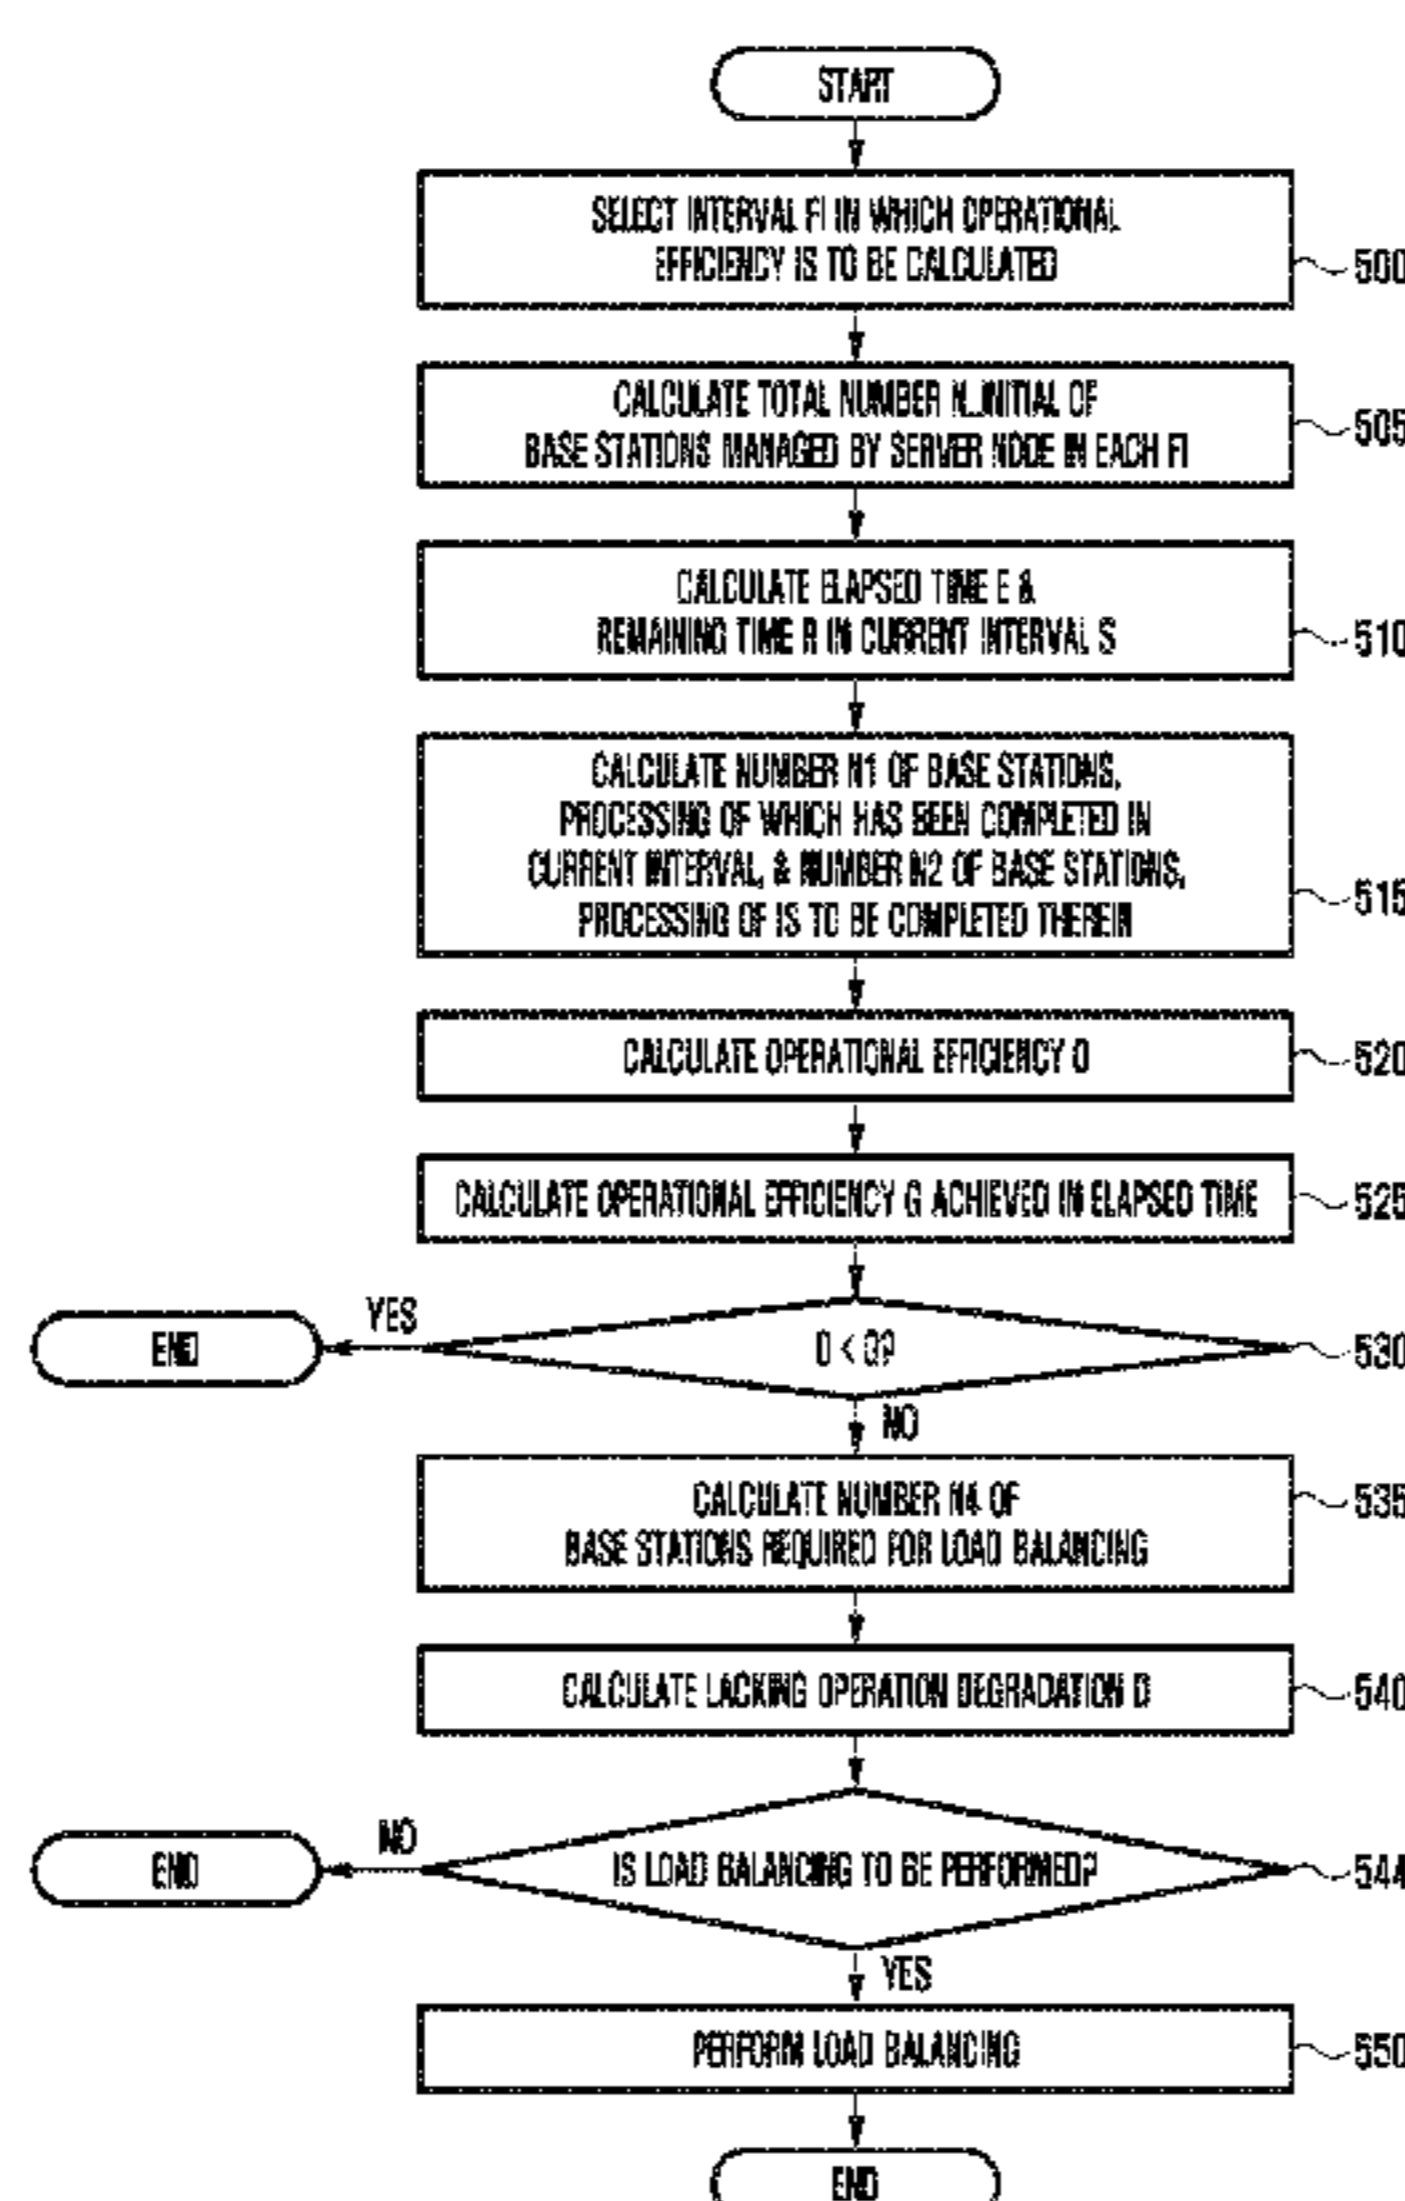 START
SELECT INTERVAL FI IN WHICH OPERATIONAL
EFFICIENCY IS TO BE CALCULATED
500
CALCULATE TOTAL NUMBER N_INITIAL OF
BASE STATIONS MANAGED BY SERVER NODE IN EACH FI
505
CALCULATE ELAPSED TIME E &
REMAINING TIME R IN CURRENT INTERVAL S
510
CALCULATE NUMBER N1 OF BASE STATIONS,
PROCESSING OF WHICH HAS BEEN COMPLETED IN
CURRENT INTERVAL, & NUMBER N2 OF BASE STATIONS,
PROCESSING OF IS TO BE COMPLETED THEREIN
515
CALCULATE OPERATIONAL EFFICIENCY O
520
CALCULATE OPERATIONAL EFFICIENCY G ACHIEVED IN ELAPSED TIME
525
YES
END
O < G?
530
NO
CALCULATE NUMBER N4 OF
BASE STATIONS REQUIRED FOR LOAD BALANCING
535
CALCULATE LACKING OPERATION DEGRADATION D
540
NO
END
IS LOAD BALANCING TO BE PERFORMED?
544
YES
PERFORM LOAD BALANCING
550
END